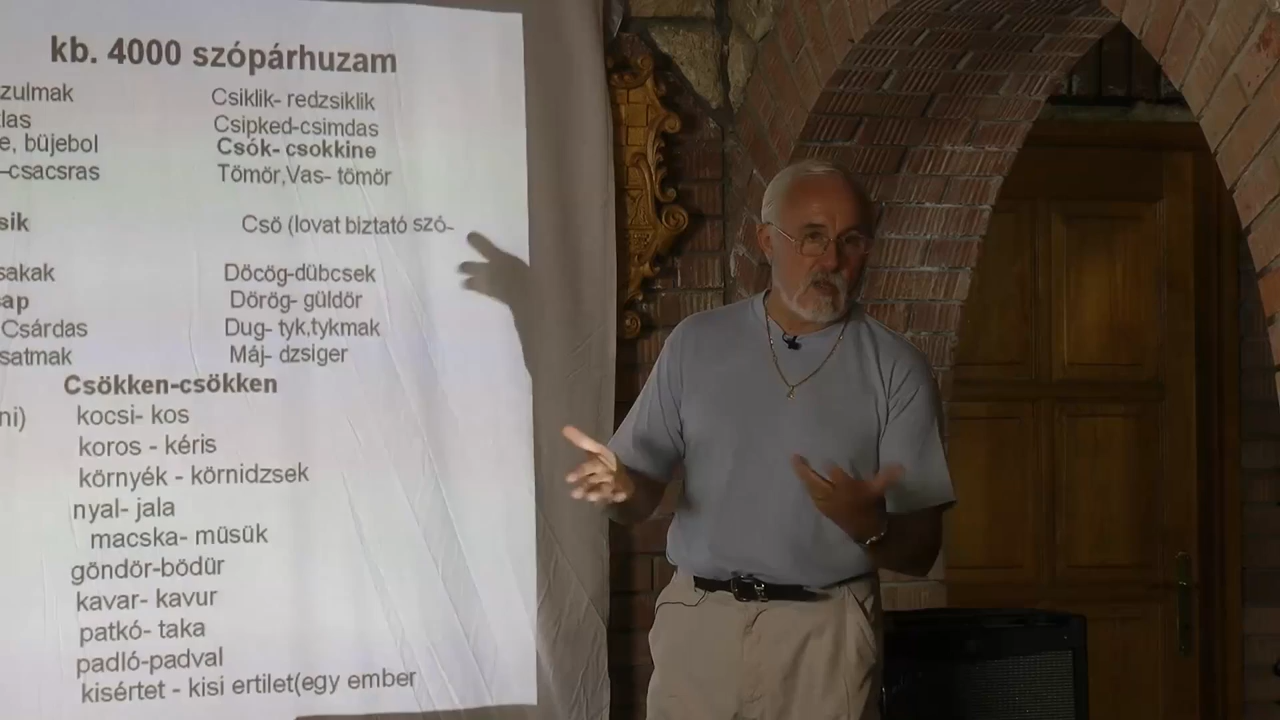 kb. 4000 szópárhuzam
zulmak Csiklik- redzsiklik
las Csipked-csimdas
e, büjebol Csók- csokkine
–csacsras Tömör,Vas- tömör
sik Csö (lovat biztató szó-
sakak Döcög-dübcsek
ap Dörög- güldör
Csárdas Dug- tyk,tykmak
satmak Máj- dzsiger
Csökken-csökken
ni) kocsi- kos
koros - kéris
környék - körnidzsek
nyal- jala
macska- müsük
göndör-bödür
kavar- kavur
patkó- taka
padló-padval
kisértet - kisi ertilet(egy ember